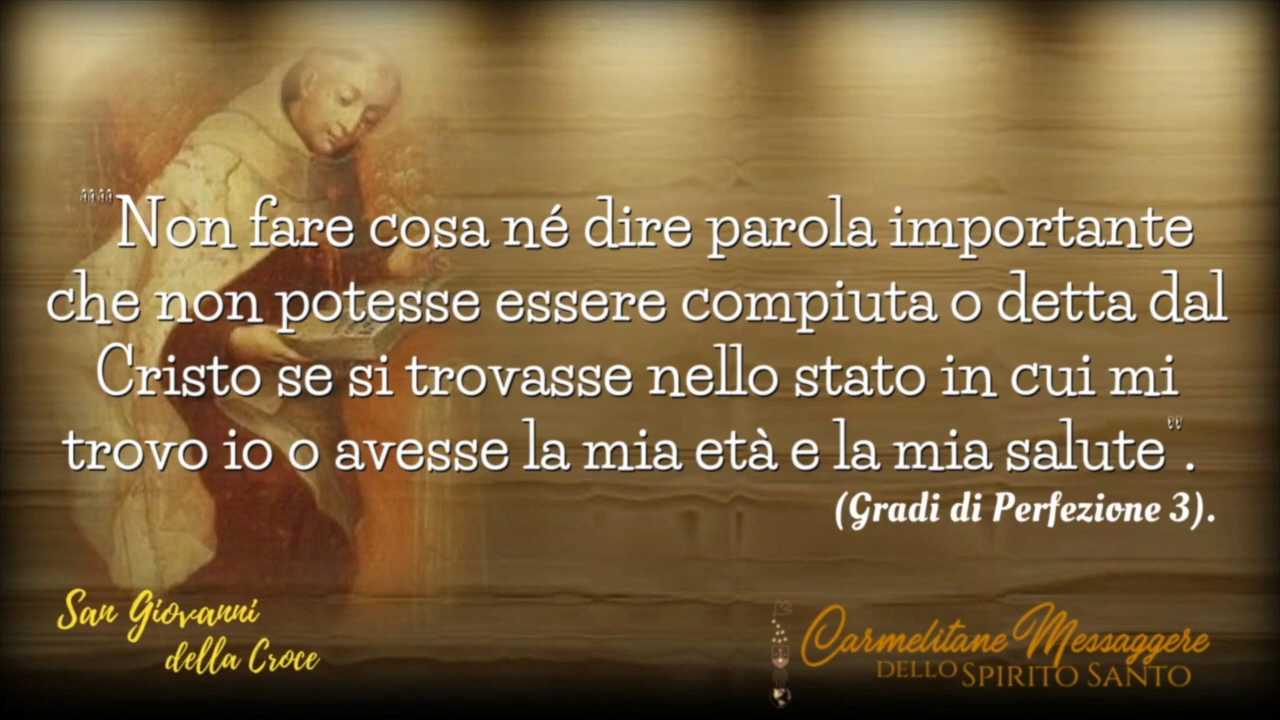 ""Non fare cosa né dire parola importante
che non potesse essere compiuta o detta dal
Cristo se si trovasse nello stato in cui mi
trovo io o avesse la mia età e la mia salute".
(Gradi di Perfezione 3).
San Giovanni
della Croce
Carmelitane Messaggere
DELLO SPIRITO SANTO